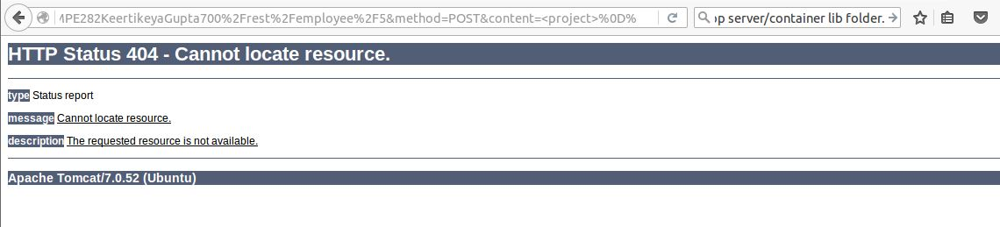 MPE282KeertikeyaGupta700%2Frest%2Femployee%2F5&method=POST&content=<project>%0D%
op server/container lib folder.
HTTP Status 404 - Cannot locate resource.
type Status report
message Cannot locate resource.
description The requested resource is not available.
Apache Tomcat/7.0.52 (Ubuntu)